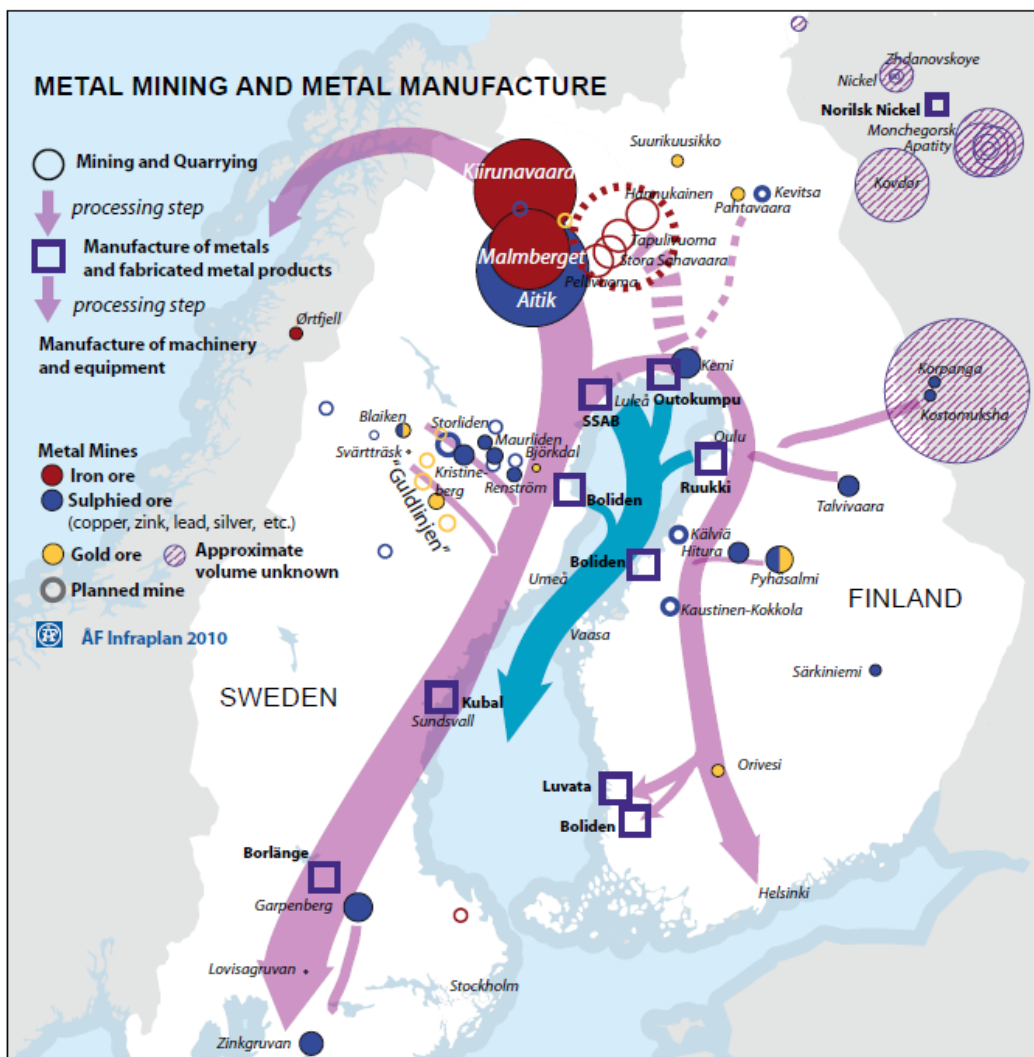 METAL MINING AND METAL MANUFACTURE
Mining and Quarrying
processing step
Manufacture of metals
and fabricated metal products
processing step
Manufacture of machinery
and equipment
Metal Mines
Iron ore
Sulphied ore
(copper, zink, lead, silver, etc.)
Gold ore
Approximate
volume unknown
Planned mine
ÅF Infraplan 2010
Zhdanovskoye
Nickel
Norilsk Nickel
Monchegorsk
Apatity
Kovdor
Suurikuusikko
Kiirunavaara
Hannukainen
Kevitsa
Pahtavaara
Tapulivuoma
Stora Sahavaara
Pellivuoma
Malmberget
Aitik
Ørtfjell
Kemi
Korpanga
Kostomuksha
Luleå
Outokumpu
SSAB
Blaiken
Storliden
Maurliden
Svärtträsk
Björkdal
Kristine-
berg
Renström
"Guldlinjen"
Oulu
Ruukki
Talvivaara
Boliden
Kälviä
Hitura
Boliden
Umeå
Pyhäsalmi
FINLAND
Kaustinen-Kokkola
Vaasa
Särkiniemi
SWEDEN
Kubal
Sundsvall
Orivesi
Luvata
Boliden
Borlänge
Helsinki
Garpenberg
Lovisagruvan
Stockholm
Zinkgruvan